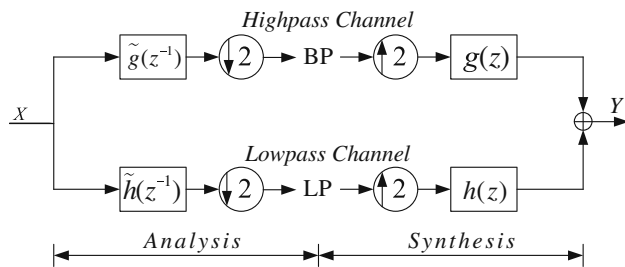 Highpass Channel
g̃(z⁻¹) ↓2 BP ↑2 g(z)
X Y
Lowpass Channel
h̃(z⁻¹) ↓2 LP ↑2 h(z)
Analysis Synthesis